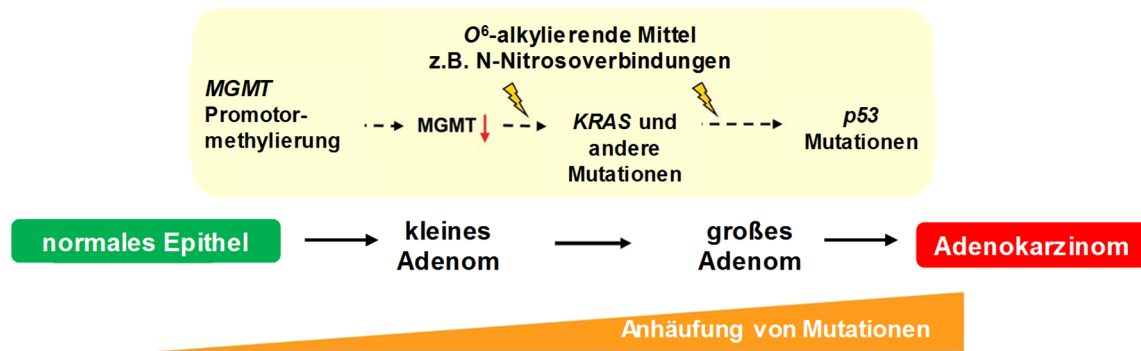 O⁶-alkylierende Mittel
z.B. N-Nitrosoverbindungen
MGMT
Promotor-
methylierung
MGMT
KRAS und
andere
Mutationen
p53
Mutationen
normales Epithel
kleines
Adenom
großes
Adenom
Adenokarzinom
Anhäufung von Mutationen